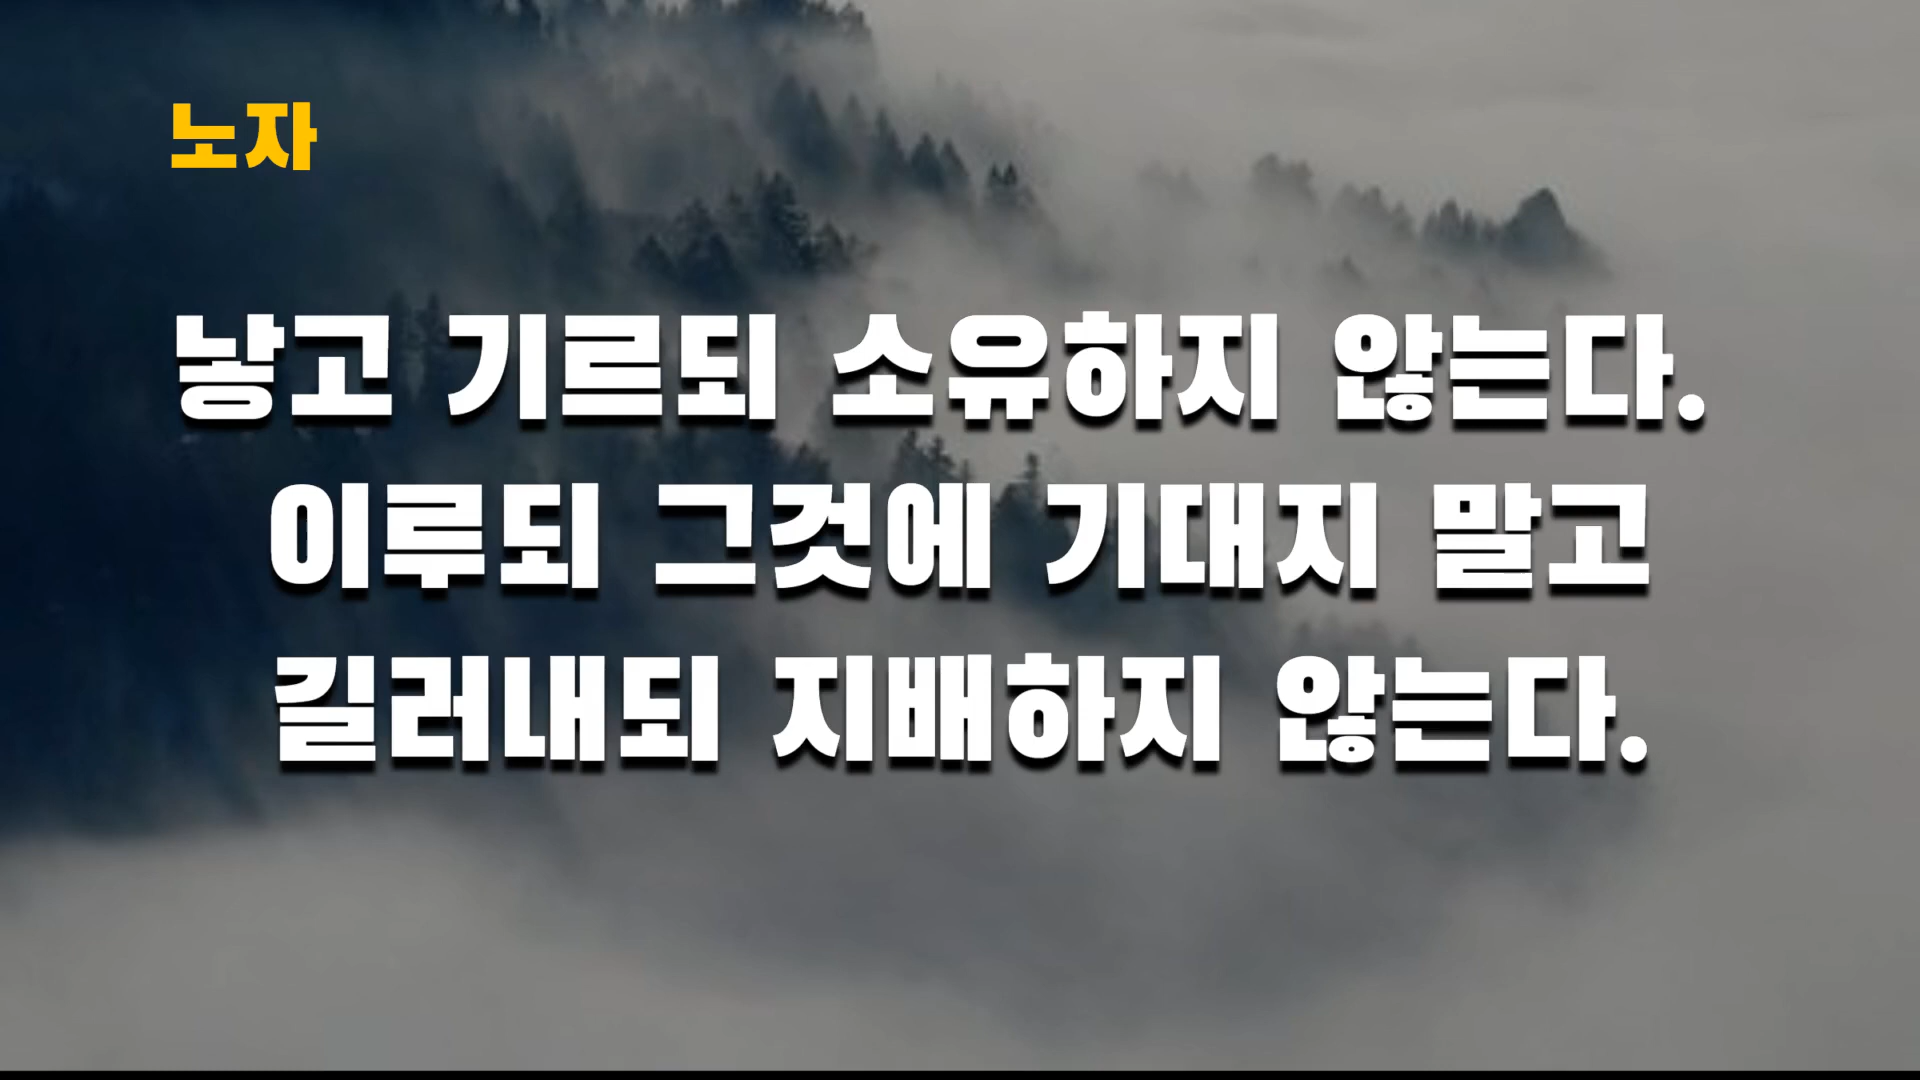 노자
낳고 기르되 소유하지 않는다.
이루되 그것에 기대지 말고
길러내되 지배하지 않는다.